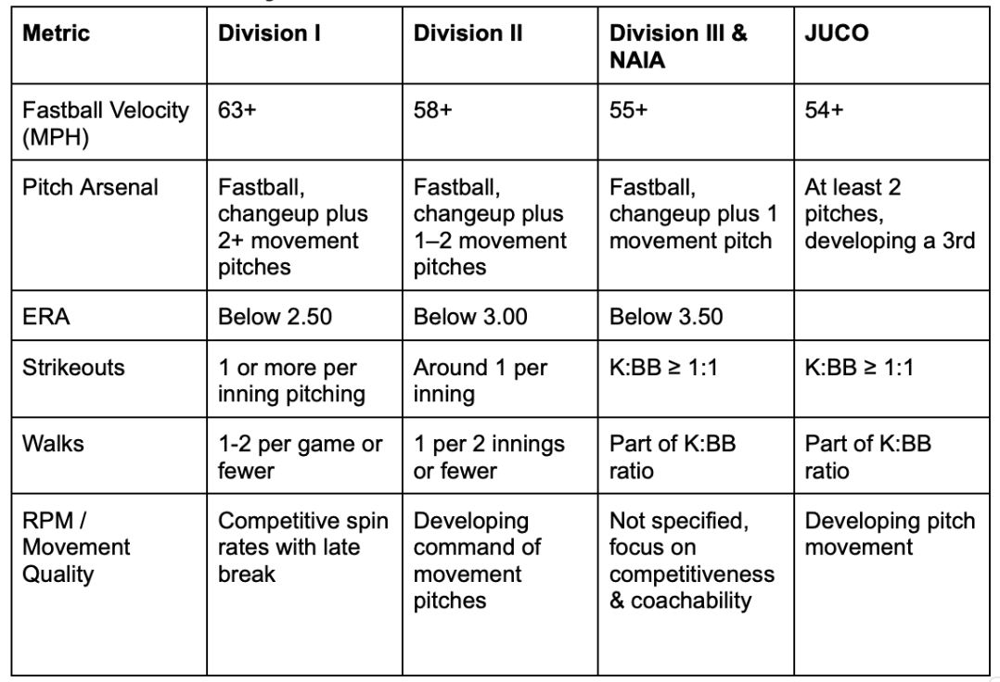 Metric
Division I
Division II
Division III &
NAIA
JUCO
Fastball Velocity
(MPH)
63+
58+
55+
54+
Pitch Arsenal
Fastball,
changeup plus
2+ movement
pitches
Fastball,
changeup plus
1–2 movement
pitches
Fastball,
changeup plus 1
movement pitch
At least 2
pitches,
developing a 3rd
ERA
Below 2.50
Below 3.00
Below 3.50
Strikeouts
1 or more per
inning pitching
Around 1 per
inning
K:BB ≥ 1:1
K:BB ≥ 1:1
Walks
1-2 per game or
fewer
1 per 2 innings
or fewer
Part of K:BB
ratio
Part of K:BB
ratio
RPM /
Movement
Quality
Competitive spin
rates with late
break
Developing
command of
movement
pitches
Not specified,
focus on
competitiveness
& coachability
Developing pitch
movement